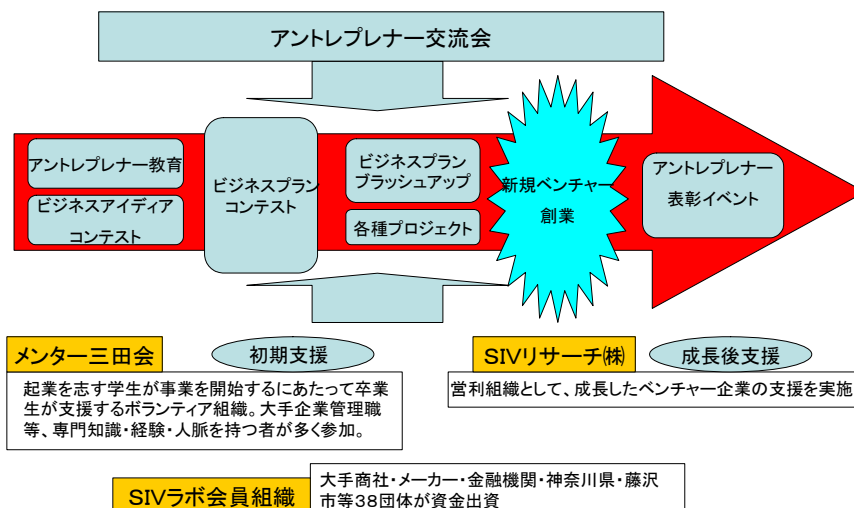 アントレプレナー交流会
アントレプレナー教育
ビジネスアイディア
コンテスト
ビジネスプラン
コンテスト
ビジネスプラン
ブラッシュアップ
各種プロジェクト
新規ベンチャー
創業
アントレプレナー
表彰イベント
メンター三田会
初期支援
起業を志す学生が事業を開始するにあたって卒業
生が支援するボランティア組織。大手企業管理職
等、専門知識・経験・人脈を持つ者が多く参加。
SIVリサーチ㈱
成長後支援
営利組織として、成長したベンチャー企業の支援を実施
SIVラボ会員組織
大手商社・メーカー・金融機関・神奈川県・藤沢
市等38団体が資金出資